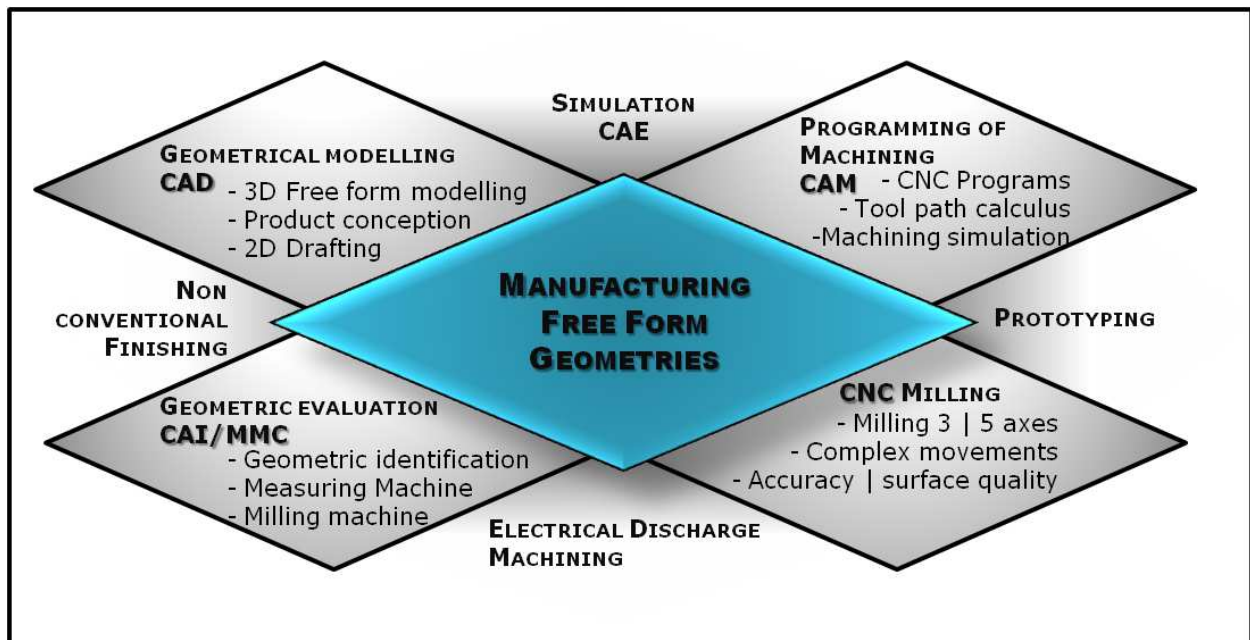 SIMULATION
CAE
GEOMETRICAL MODELLING
CAD
- 3D Free form modelling
- Product conception
- 2D Drafting
PROGRAMMING OF
MACHINING
CAM - CNC Programs
- Tool path calculus
-Machining simulation
NON
CONVENTIONAL
FINISHING
MANUFACTURING
FREE FORM
GEOMETRIES
PROTOTYPING
GEOMETRIC EVALUATION
CAI/MMC
- Geometric identification
- Measuring Machine
- Milling machine
CNC MILLING
- Milling 3 | 5 axes
- Complex movements
- Accuracy | surface quality
ELECTRICAL DISCHARGE
MACHINING